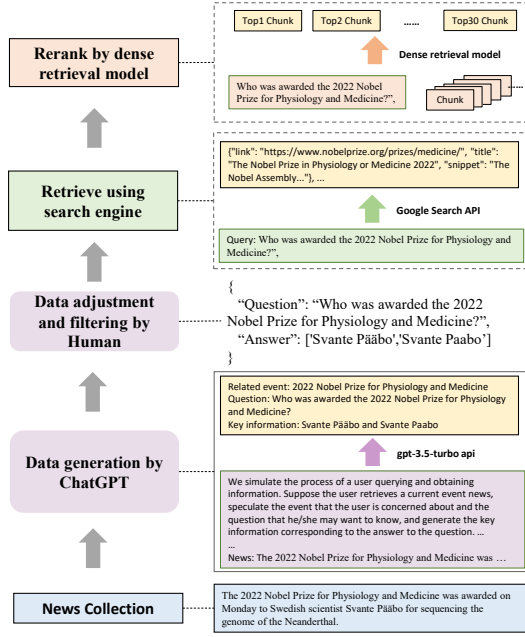 Top1 Chunk
Top2 Chunk
......
Top30 Chunk
Rerank by dense
retrieval model
Dense retrieval model
Who was awarded the 2022 Nobel
Prize for Physiology and Medicine?”,
Chunk
......
{"link": "https://www.nobelprize.org/prizes/medicine/", "title":
"The Nobel Prize in Physiology or Medicine 2022", "snippet": "The
Nobel Assembly..."}, ...
Retrieve using
search engine
Google Search API
Query: Who was awarded the 2022 Nobel Prize for Physiology and
Medicine?”,
Data adjustment
and filtering by
Human
{
“Question”: “Who was awarded the 2022
Nobel Prize for Physiology and Medicine?”,
“Answer”: ['Svante Pääbo','Svante Paabo’]
}
Related event: 2022 Nobel Prize for Physiology and Medicine
Question: Who was awarded the 2022 Nobel Prize for Physiology
and Medicine?
Key information: Svante Pääbo and Svante Paabo
Data generation by
ChatGPT
gpt-3.5-turbo api
We simulate the process of a user querying and obtaining
information. Suppose the user retrieves a current event news,
speculate the event that the user is concerned about and the
question that he/she may want to know, and generate the key
information corresponding to the answer to the question. ...
...
News: The 2022 Nobel Prize for Physiology and Medicine was …
News Collection
The 2022 Nobel Prize for Physiology and Medicine was awarded on
Monday to Swedish scientist Svante Pääbo for sequencing the
genome of the Neanderthal.